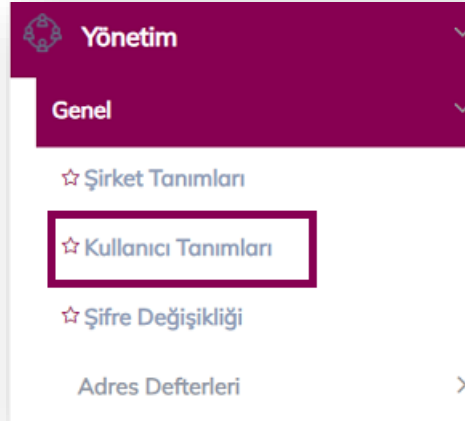 Yönetim
Genel
Şirket Tanımları
Kullanıcı Tanımları
Şifre Değişikliği
Adres Defterleri